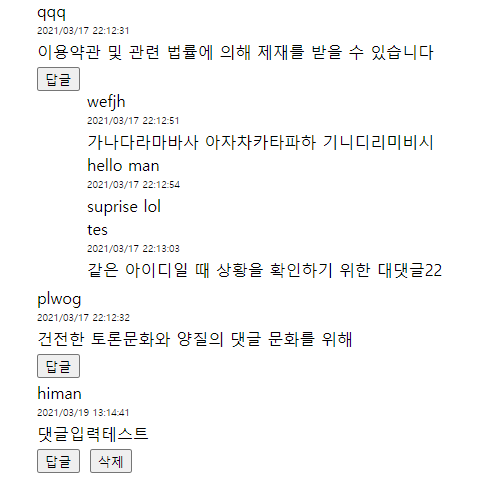 qqq
2021/03/17 22:12:31
이용약관 및 관련 법률에 의해 제재를 받을 수 있습니다
답글
wefjh
2021/03/17 22:12:51
가나다라마바사 아자차카타파하 기니디리미비시
hello man
2021/03/17 22:12:54
suprise lol
tes
2021/03/17 22:13:03
같은 아이디일 때 상황을 확인하기 위한 대댓글22
plwog
2021/03/17 22:12:32
건전한 토론문화와 양질의 댓글 문화를 위해
답글
himan
2021/03/19 13:14:41
댓글입력테스트
답글 삭제